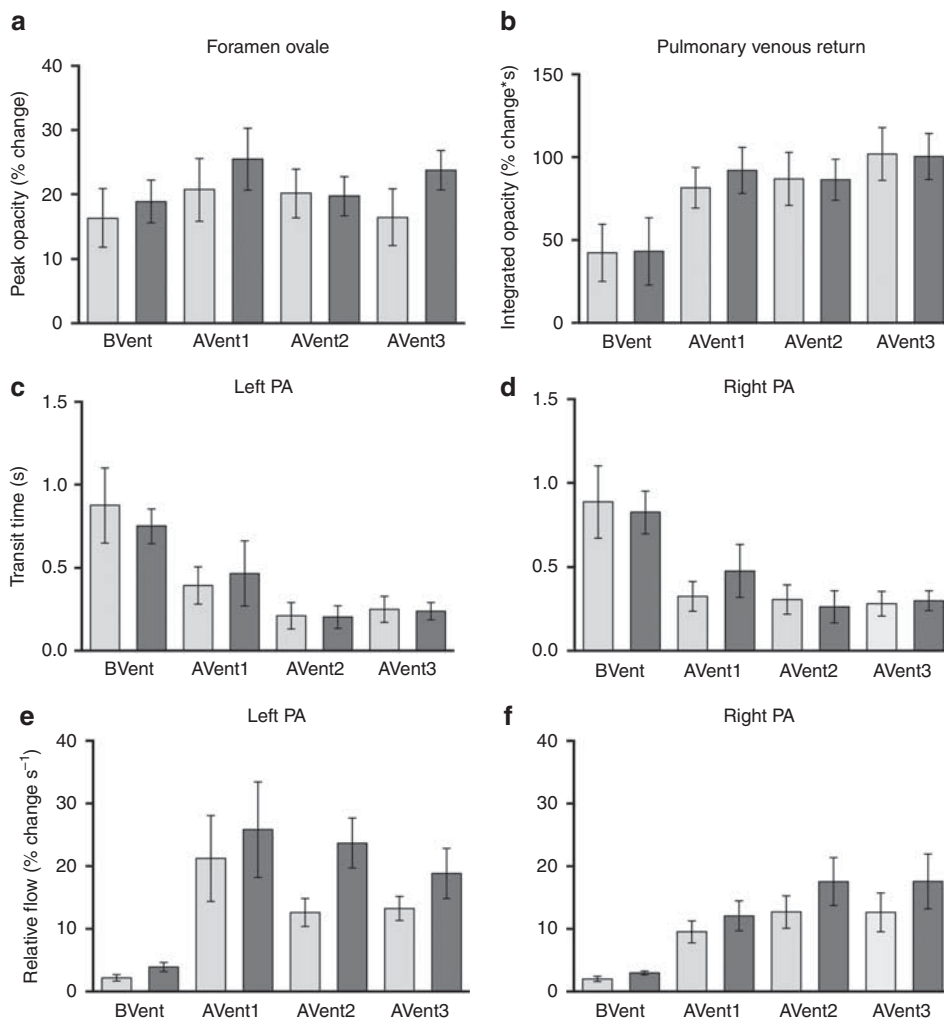 a
Foramen ovale
Peak opacity (% change)
40
30
20
10
0
BVent AVent1 AVent2 AVent3
b
Pulmonary venous return
Integrated opacity (% change*s)
150
100
50
0
BVent AVent1 AVent2 AVent3
c
Left PA
Transit time (s)
1.5
1.0
0.5
0.0
BVent AVent1 AVent2 AVent3
d
Right PA
1.5
1.0
0.5
0.0
BVent AVent1 AVent2 AVent3
e
Left PA
Relative flow (% change s⁻¹)
40
30
20
10
0
BVent AVent1 AVent2 AVent3
f
Right PA
40
30
20
10
0
BVent AVent1 AVent2 AVent3